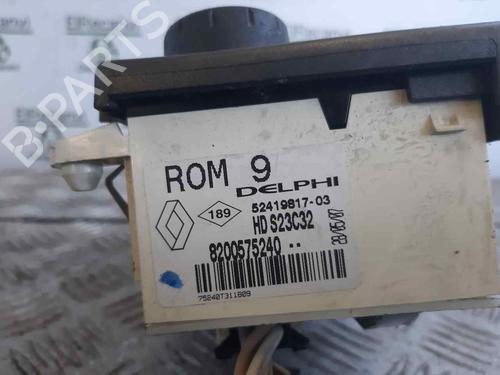 B-PARTS
ROM 9
DELPHI
189
52419817-03
HD S23C32
8200575240 ..
75240T311809